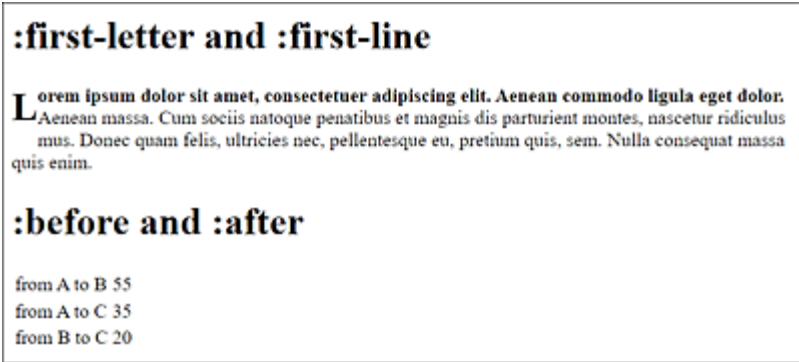 :first-letter and :first-line
Lorem ipsum dolor sit amet, consectetuer adipiscing elit. Aenean commodo ligula eget dolor.
Aenean massa. Cum sociis natoque penatibus et magnis dis parturient montes, nascetur ridiculus
mus. Donec quam felis, ultricies nec, pellentesque eu, pretium quis, sem. Nulla consequat massa
quis enim.
:before and :after
from A to B 55
from A to C 35
from B to C 20